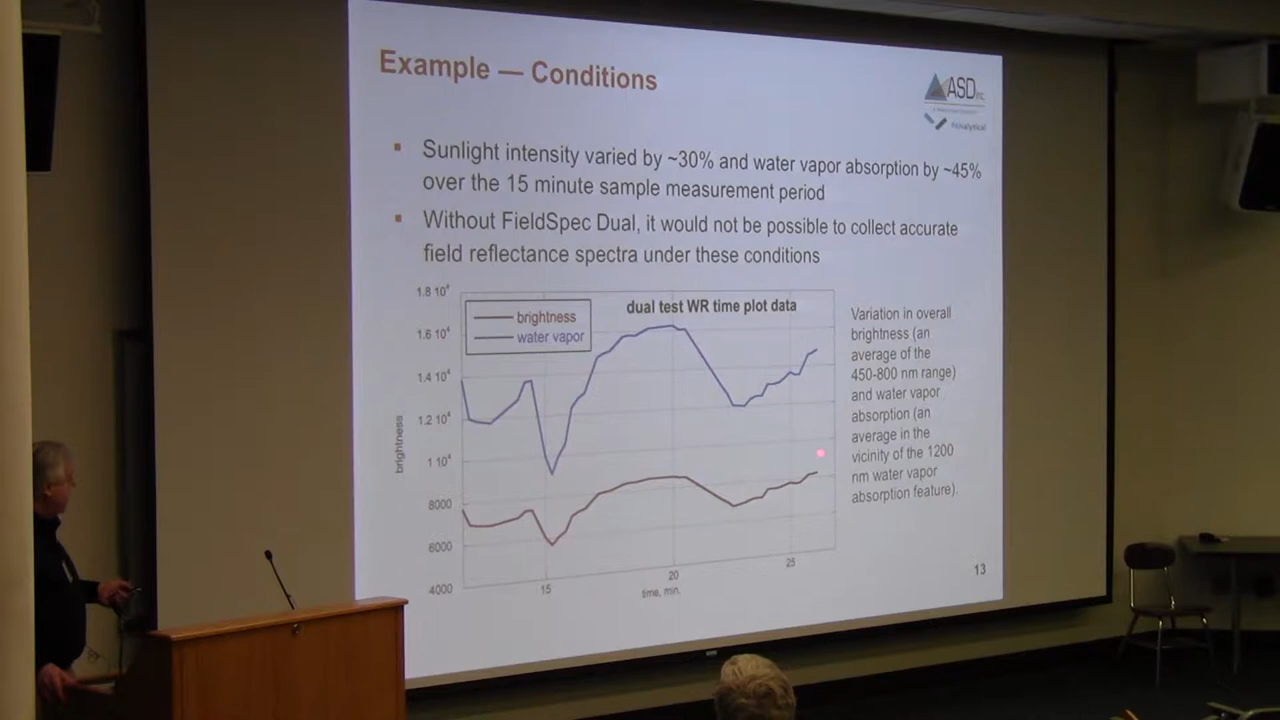 Example — Conditions
ASD Inc.
PANalytical
▪ Sunlight intensity varied by ~30% and water vapor absorption by ~45%
over the 15 minute sample measurement period
▪ Without FieldSpec Dual, it would not be possible to collect accurate
field reflectance spectra under these conditions
dual test WR time plot data
brightness
water vapor
brightness
1.8 10⁴
1.6 10⁴
1.4 10⁴
1.2 10⁴
1 10⁴
8000
6000
4000
15
20
25
time, min.
Variation in overall
brightness (an
average of the
450-800 nm range)
and water vapor
absorption (an
average in the
vicinity of the 1200
nm water vapor
absorption feature).
13